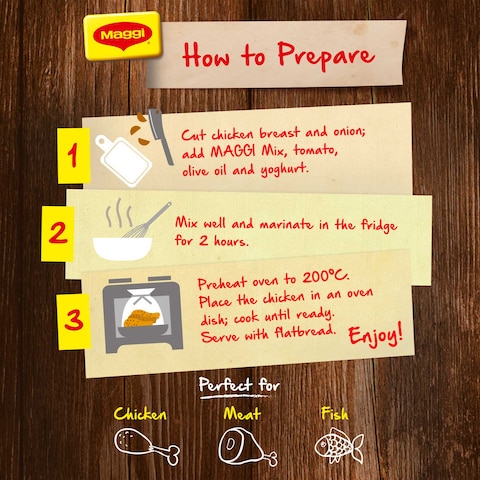 Maggi
How to Prepare
1
Cut chicken breast and onion;
add MAGGI Mix, tomato,
olive oil and yoghurt.
2
Mix well and marinate in the fridge
for 2 hours.
3
Preheat oven to 200°C.
Place the chicken in an oven
dish; cook until ready.
Serve with flatbread.
Enjoy!
Perfect for
Chicken Meat Fish